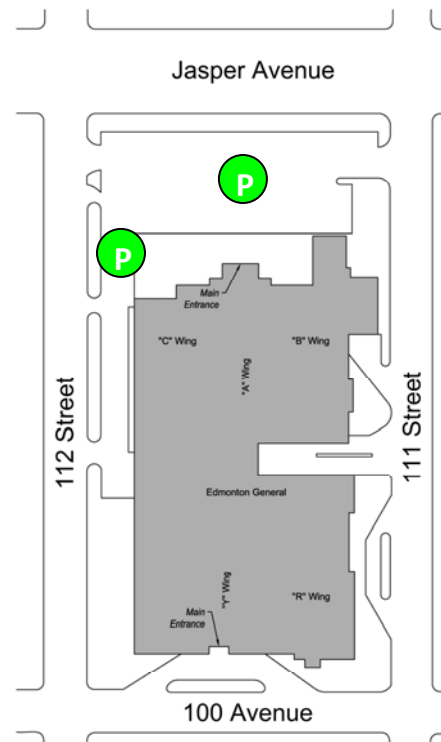 Jasper Avenue
P
P
Main
Entrance
"C" Wing
"B" Wing
"A" Wing
112 Street
111 Street
Edmonton General
"Y" Wing
"R" Wing
Main
Entrance
100 Avenue